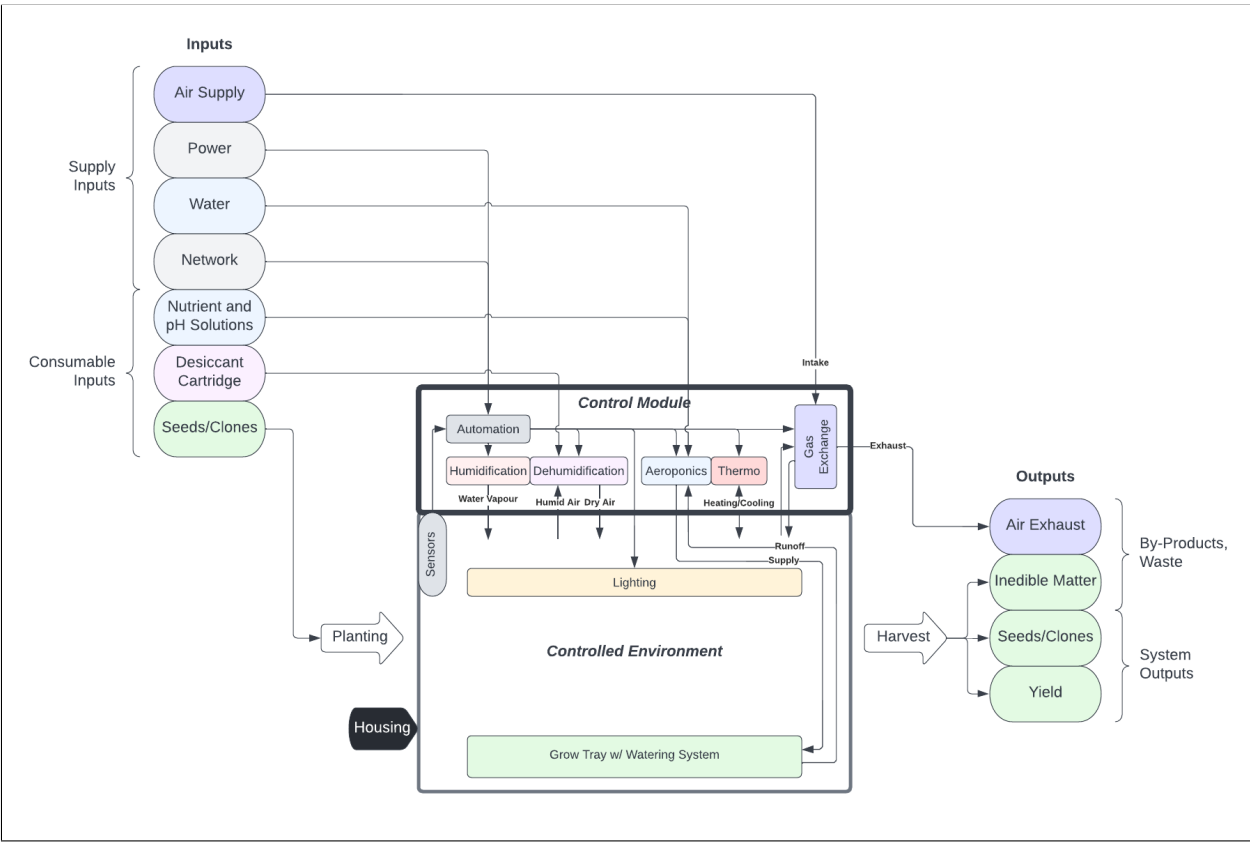 Inputs
Air Supply
Power
Supply
Inputs
Water
Network
Nutrient and
pH Solutions
Consumable
Inputs
Desiccant
Cartridge
Seeds/Clones
Intake
Control Module
Automation
Gas
Exchange
Humidification
Dehumidification
Aeroponics
Thermo
Exhaust
Water Vapour
Humid Air
Dry Air
Heating/Cooling
Sensors
Runoff
Supply
Lighting
Planting
Controlled Environment
Housing
Grow Tray w/ Watering System
Harvest
Outputs
Air Exhaust
By-Products,
Waste
Inedible Matter
Seeds/Clones
System
Outputs
Yield